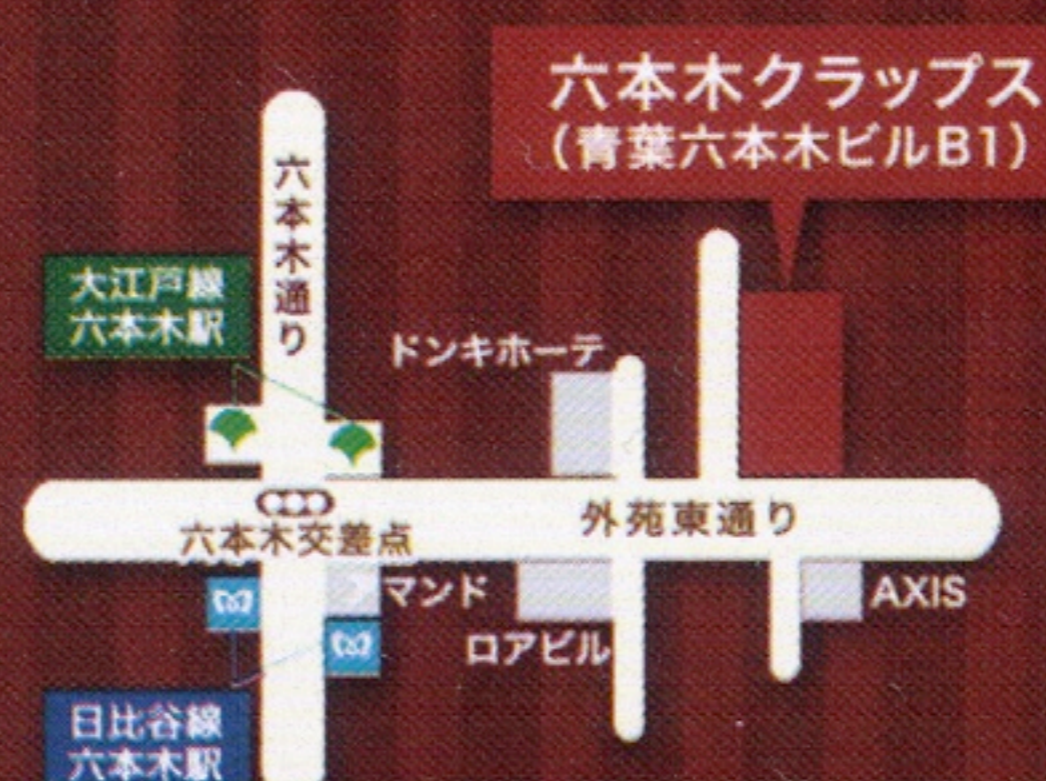 六本木クラップス
（青葉六本木ビルB1）
六本木通り
大江戸線
六本木駅
ドンキホーテ
外苑東通り
六本木交差点
マンド
AXIS
ロアビル
日比谷線
六本木駅